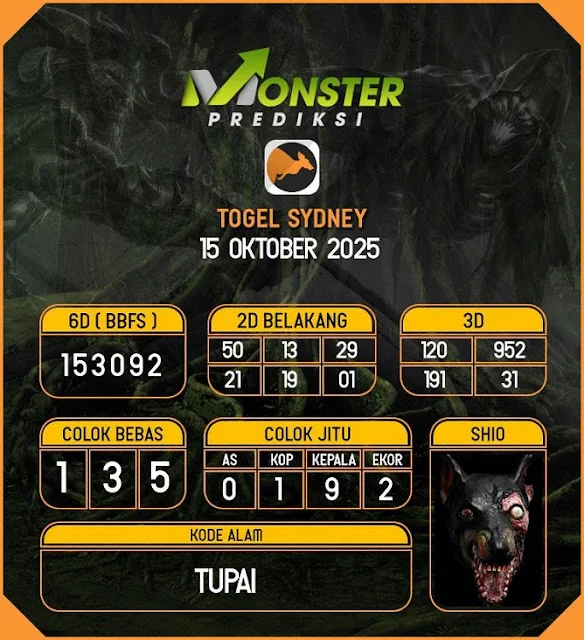 MONSTER
PREDIKSI
TOGEL SYDNEY
15 OKTOBER 2025
6D ( BBFS )
153092
2D BELAKANG
50 13 29
21 19 01
3D
120 952
191 31
COLOK BEBAS
1 3 5
COLOK JITU
AS KOP KEPALA EKOR
0 1 9 2
SHIO
KODE ALAM
TUPAI